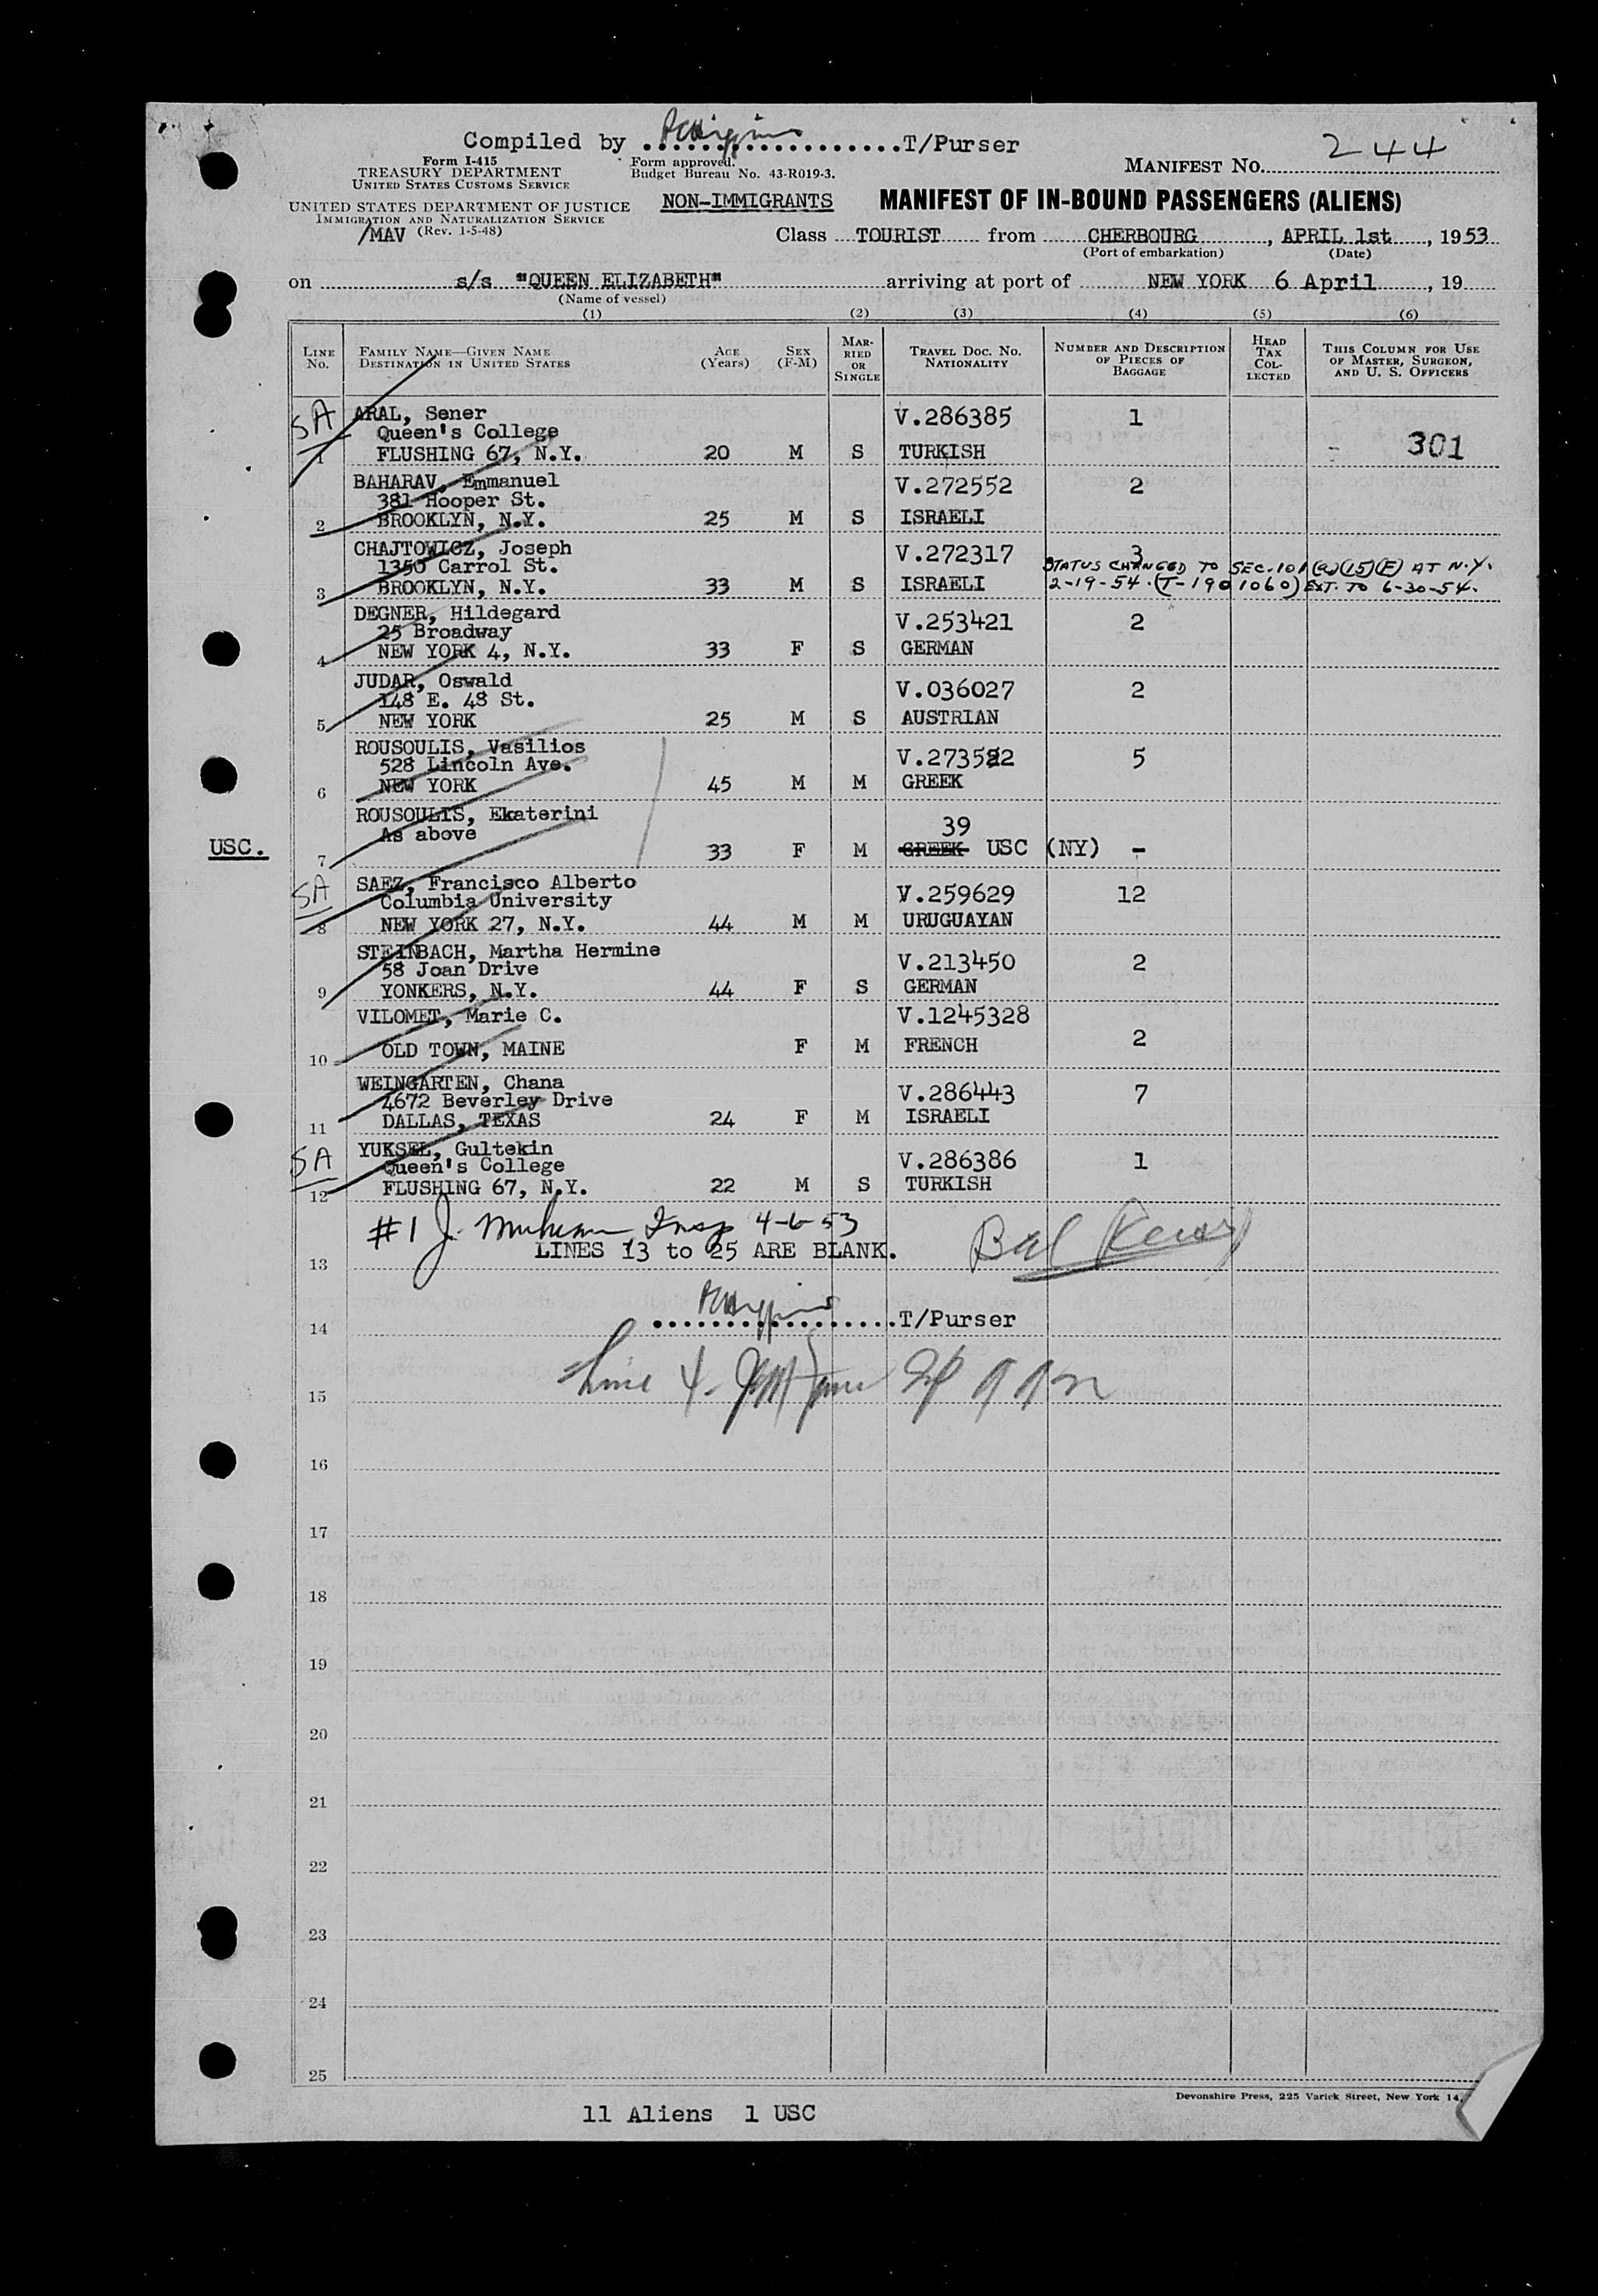 Compiled by ....................T/Purser
Form I-415
TREASURY DEPARTMENT
UNITED STATES CUSTOMS SERVICE
Form approved.
Budget Bureau No. 43-R019-3.
MANIFEST No. 244
UNITED STATES DEPARTMENT OF JUSTICE
IMMIGRATION AND NATURALIZATION SERVICE
/MAV (Rev. 1-5-48)
NON-IMMIGRANTS MANIFEST OF IN-BOUND PASSENGERS (ALIENS)
Class TOURIST from CHERBOURG, APRIL 1st, 1953
(Port of embarkation) (Date)
on s/s "QUEEN ELIZABETH" arriving at port of NEW YORK 6 April, 19
(Name of vessel)
(1) (2) (3) (4) (5) (6)
LINE No. FAMILY NAME—GIVEN NAME DESTINATION IN UNITED STATES AGE (Years) SEX (F-M) MARRIED OR SINGLE TRAVEL DOC. NO. NATIONALITY NUMBER AND DESCRIPTION OF PIECES OF BAGGAGE HEAD TAX COLLECTED THIS COLUMN FOR USE OF MASTER, SURGEON, AND U. S. OFFICERS
SA ARAL, Sener V.286385 1
Queen's College
1 FLUSHING 67, N.Y. 20 M S TURKISH 301
BAHARAV, Emmanuel V.272552 2
381 Hooper St.
2 BROOKLYN, N.Y. 25 M S ISRAELI
CHAJTOWICZ, Joseph V.272317 3
1350 Carrol St. STATUS CHANGED TO SEC.101(a)(15)(E) AT N.Y.
3 BROOKLYN, N.Y. 33 M S ISRAELI 2-19-54. (T-1901060) EXT. TO 6-30-54.
DEGNER, Hildegard V.253421 2
25 Broadway
4 NEW YORK 4, N.Y. 33 F S GERMAN
JUDAR, Oswald V.036027 2
148 E. 48 St.
5 NEW YORK 25 M S AUSTRIAN
ROUSOULIS, Vasilios V.273522 5
528 Lincoln Ave.
6 NEW YORK 45 M M GREEK
ROUSOULIS, Ekaterini
As above 39
USC. 7 33 F M GREEK USC (NY) -
SA SAEZ, Francisco Alberto V.259629 12
Columbia University
8 NEW YORK 27, N.Y. 44 M M URUGUAYAN
STEINBACH, Martha Hermine V.213450 2
58 Joan Drive
9 YONKERS, N.Y. 44 F S GERMAN
VILOMET, Marie C. V.1245328
10 OLD TOWN, MAINE F M FRENCH 2
WEINGARTEN, Chana V.286443 7
4672 Beverley Drive
11 DALLAS, TEXAS 24 F M ISRAELI
SA YUKSEL, Gultekin V.286386 1
Queen's College
12 FLUSHING 67, N.Y. 22 M S TURKISH
#1 J. Insp 4-6-53
13 LINES 13 to 25 ARE BLANK.
14 ..................T/Purser
15 Line 4-
16
17
18
19
20
21
22
23
24
25
Devonshire Press, 225 Varick Street, New York 14,
11 Aliens 1 USC